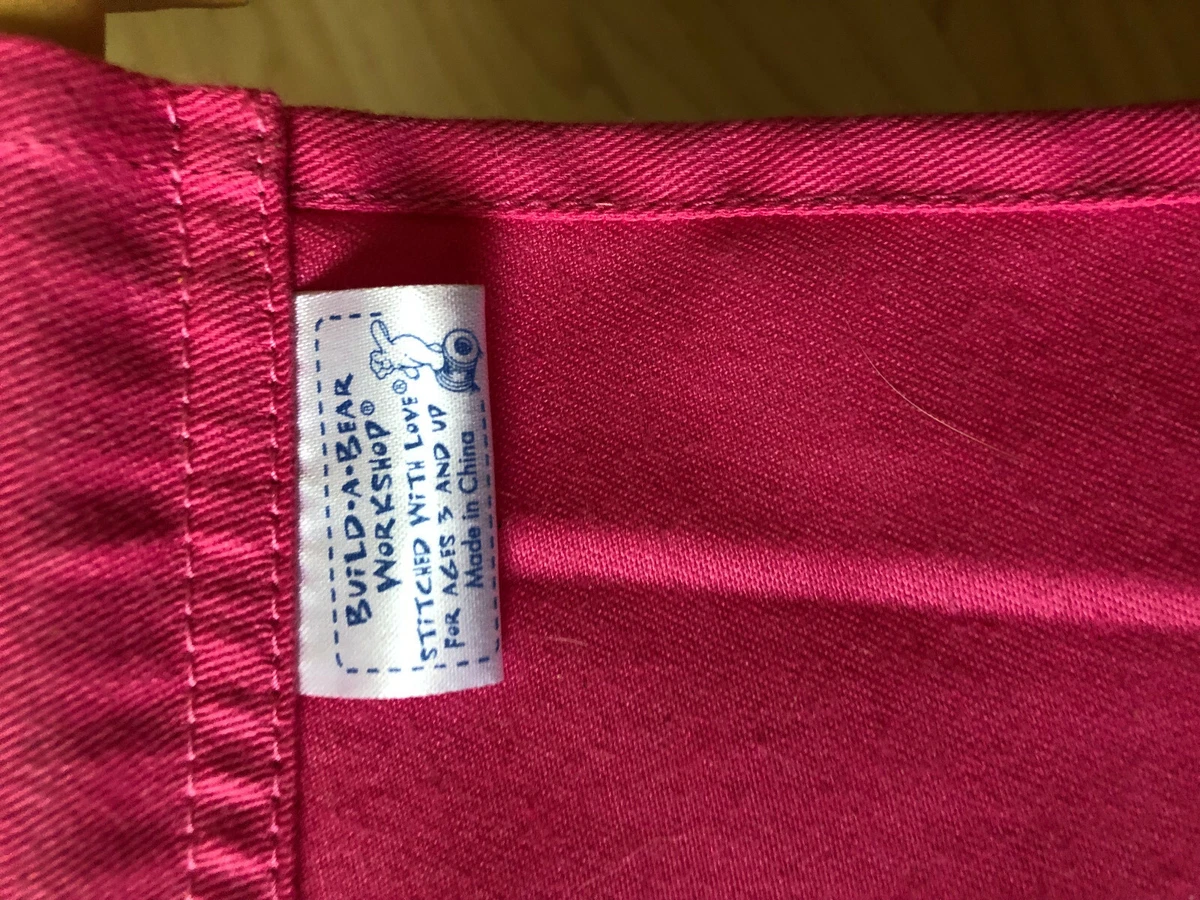 BUiLD-A-BEAR
WORKSHOP®
STiTCHED WiTH LOVE®
FOR AGES 3 AND UP
Made in China